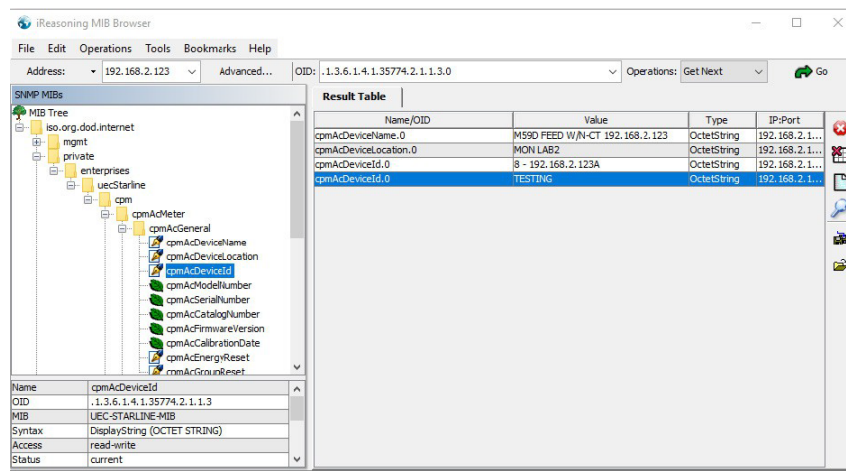 iReasoning MIB Browser
File Edit Operations Tools Bookmarks Help
Address: 192.168.2.123 Advanced... OID: .1.3.6.1.4.1.35774.2.1.1.3.0 Operations: Get Next Go
SNMP MIBs
MIB Tree
iso.org.dod.internet
mgmt
private
enterprises
uecStarline
cpm
cpmAcMeter
cpmAcGeneral
cpmAcDeviceName
cpmAcDeviceLocation
cpmAcDeviceId
cpmAcModelNumber
cpmAcSerialNumber
cpmAcCatalogNumber
cpmAcFirmwareVersion
cpmAcCalibrationDate
cpmAcEnergyReset
cpmAcGroupReset
Name cpmAcDeviceId
OID .1.3.6.1.4.1.35774.2.1.1.3
MIB UEC-STARLINE-MIB
Syntax DisplayString (OCTET STRING)
Access read-write
Status current
Result Table
Name/OID Value Type IP:Port
cpmAcDeviceName.0 M59D FEED W/N-CT 192.168.2.123 OctetString 192.168.2.1...
cpmAcDeviceLocation.0 MON LAB2 OctetString 192.168.2.1...
cpmAcDeviceId.0 8 - 192.168.2.123A OctetString 192.168.2.1...
cpmAcDeviceId.0 TESTING OctetString 192.168.2.1...